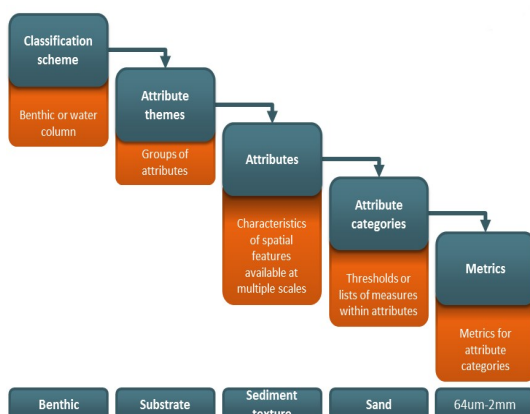 Classification
scheme
Benthic or water
column
Attribute
themes
Groups of
attributes
Attributes
Characteristics
of spatial
features
available at
multiple scales
Attribute
categories
Thresholds or
lists of measures
within attributes
Metrics
Metrics for
attribute
categories
Benthic
Substrate
Sediment
texture
Sand
64um-2mm